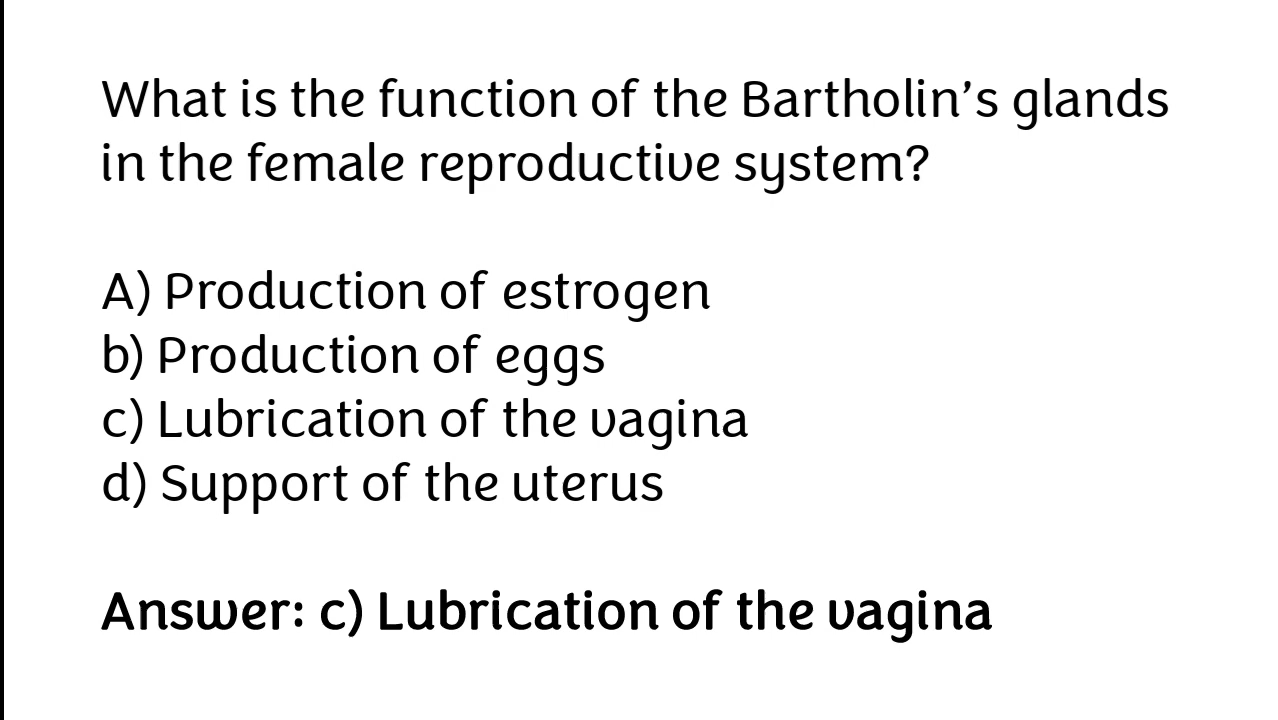 What is the function of the Bartholin’s glands
in the female reproductive system?
A) Production of estrogen
b) Production of eggs
c) Lubrication of the vagina
d) Support of the uterus
Answer: c) Lubrication of the vagina